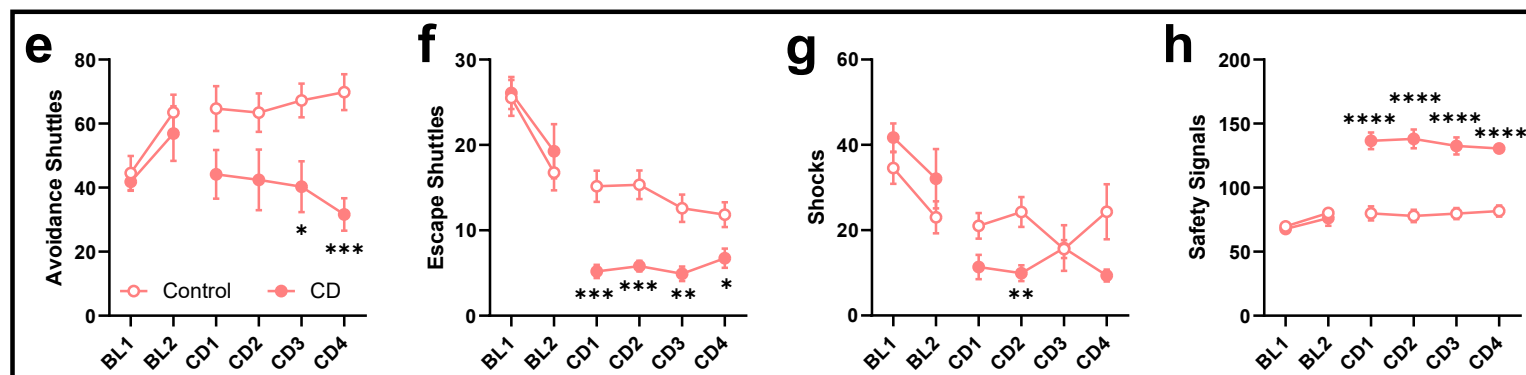 e
80
60
40
20
0
Avoidance Shuttles
Control
CD
*
***
BL1
BL2
CD1
CD2
CD3
CD4
f
30
20
10
0
Escape Shuttles
***
***
**
*
BL1
BL2
CD1
CD2
CD3
CD4
g
60
40
20
0
Shocks
**
BL1
BL2
CD1
CD2
CD3
CD4
h
200
150
100
50
0
Safety Signals
****
****
****
****
BL1
BL2
CD1
CD2
CD3
CD4